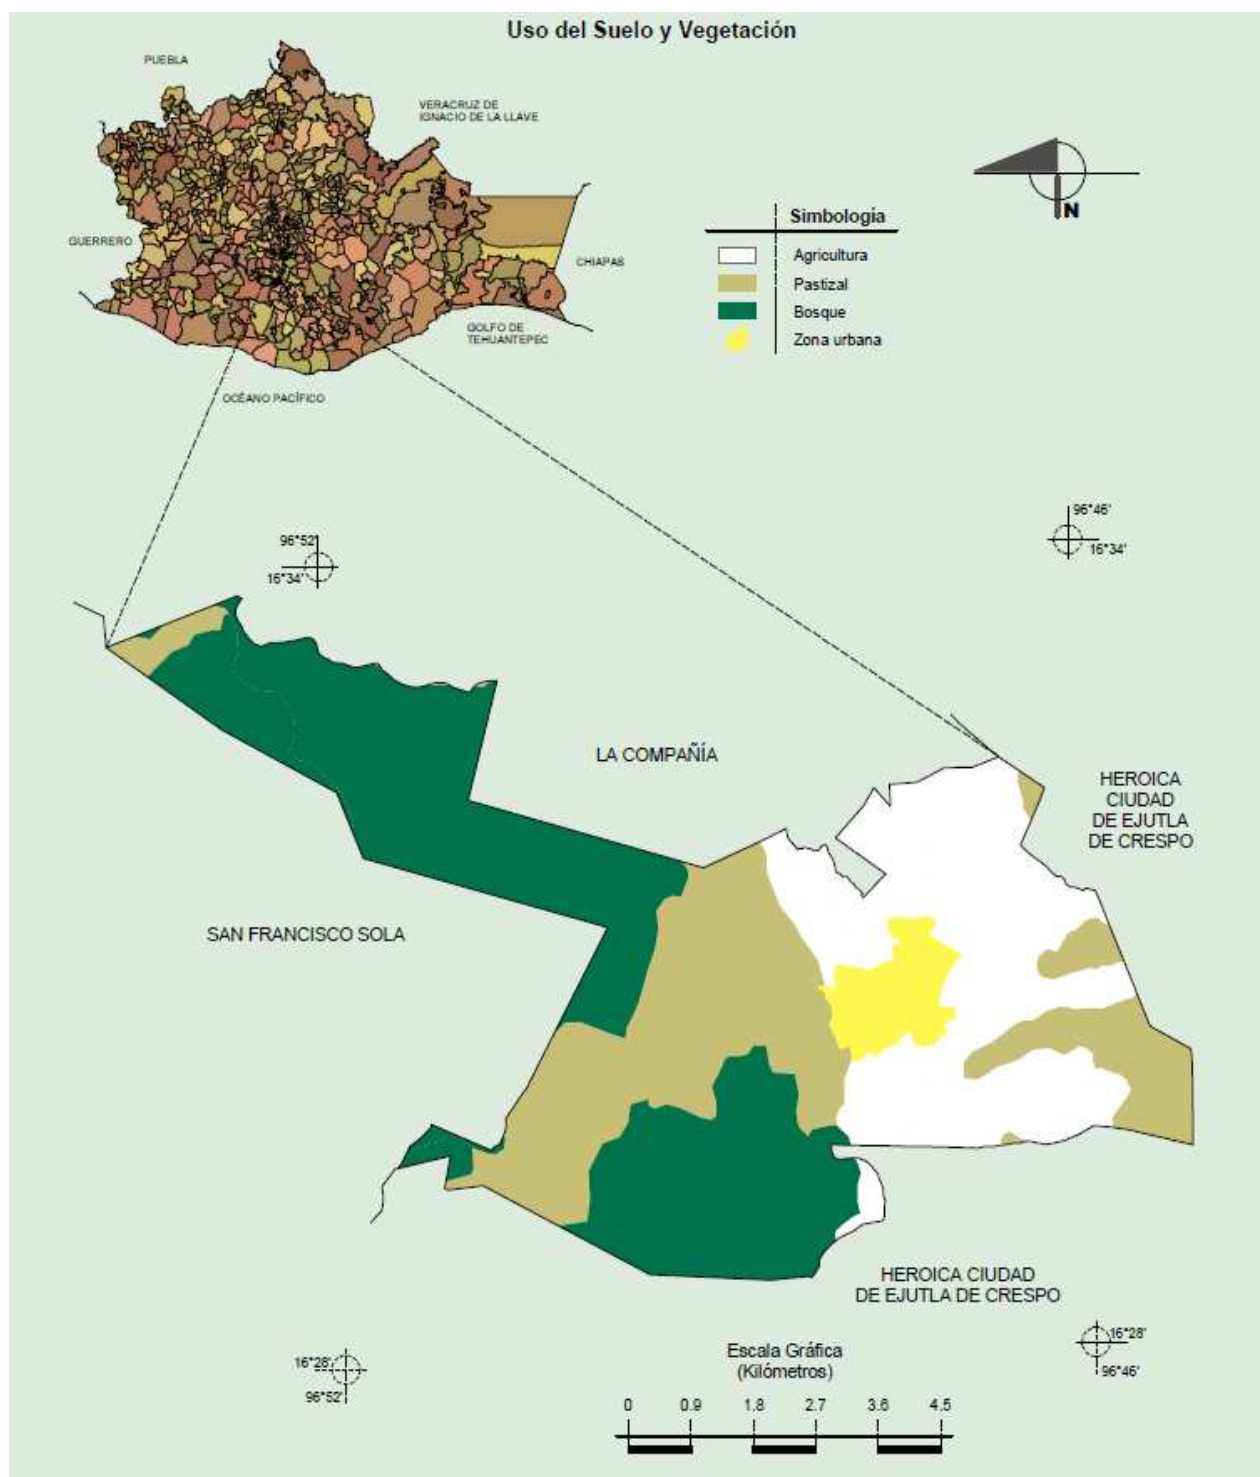 Uso del Suelo y Vegetación
PUEBLA
VERACRUZ DE
IGNACIO DE LA LLAVE
GUERRERO
CHIAPAS
GOLFO DE
TEHUANTEPEC
OCÉANO PACÍFICO
N
Simbología
Agricultura
Pastizal
Bosque
Zona urbana
96°52'
16°34'
96°46'
16°34'
LA COMPAÑÍA
HEROICA
CIUDAD
DE EJUTLA
DE CRESPO
SAN FRANCISCO SOLA
HEROICA CIUDAD
DE EJUTLA DE CRESPO
16°28'
96°52'
16°28'
96°46'
Escala Gráfica
(Kilómetros)
0 0.9 1.8 2.7 3.6 4.5